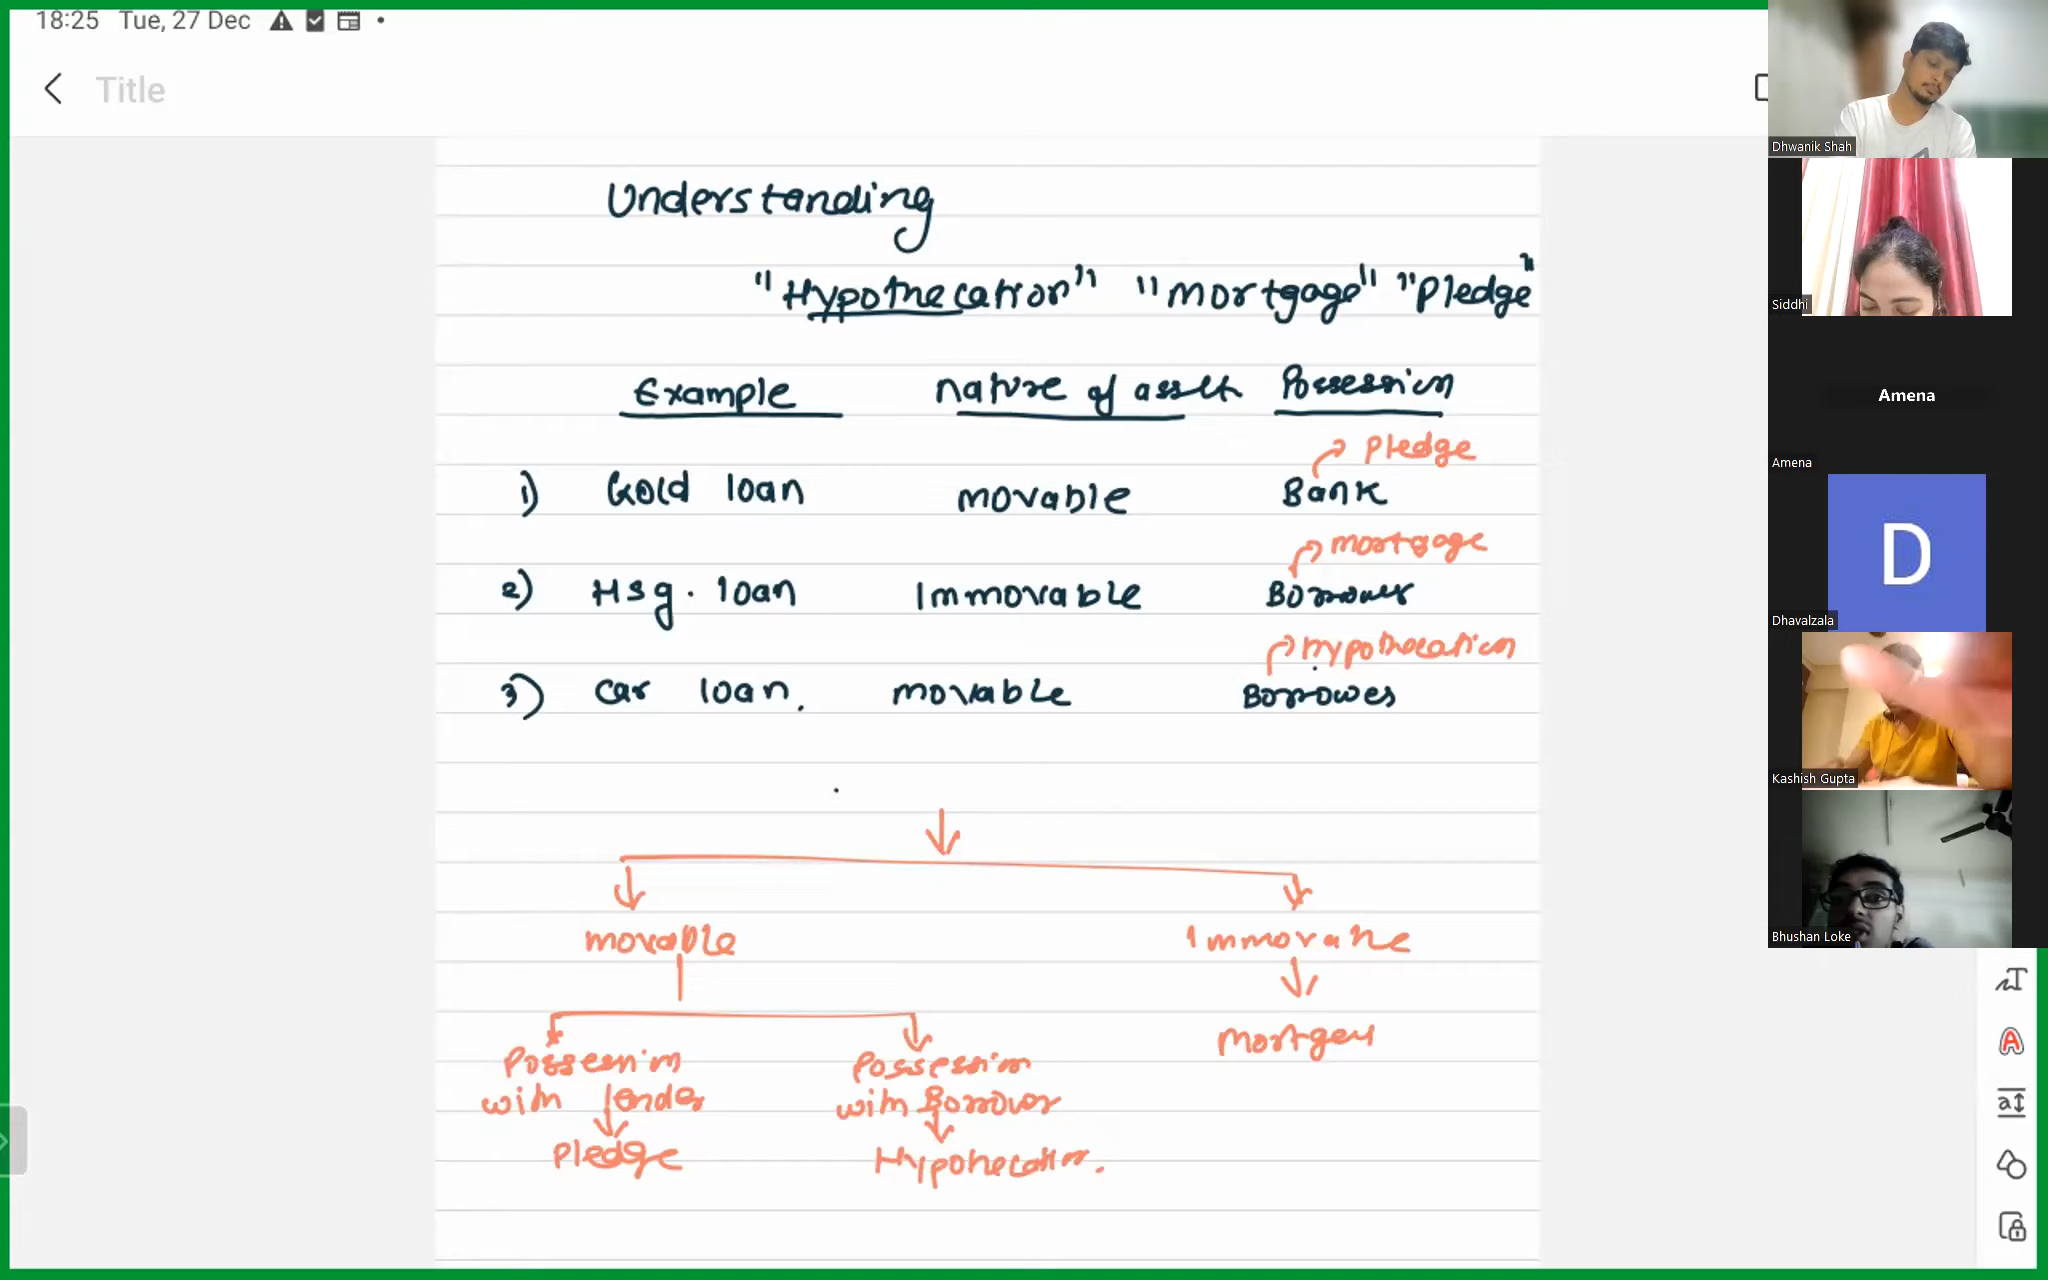 18:25 Tue, 27 Dec
Title
Understanding
"Hypothecation" "Mortgage" "Pledge"
Example Nature of asset Possession
Pledge
1) Gold loan movable Bank
mortgage
2) Hsg. loan Immovable Borrower
Hypothecation
3) Car loan. movable Borrower
movable Immovable
Possession Possession Mortgage
with lender with Borrower
Pledge Hypothecation.
Dhwanik Shah
Siddhi
Amena
Amena
D
Dhavalzala
Kashish Gupta
Bhushan Loke